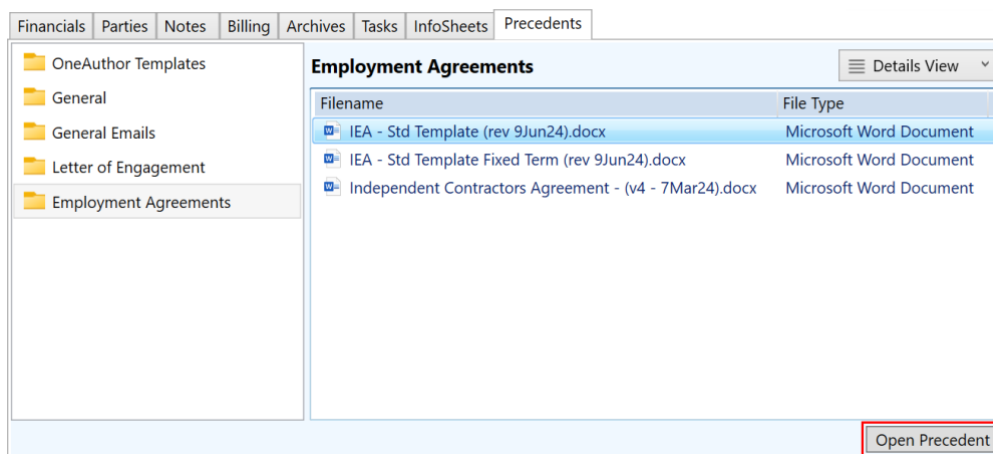 Financials Parties Notes Billing Archives Tasks InfoSheets Precedents
OneAuthor Templates
General
General Emails
Letter of Engagement
Employment Agreements
Employment Agreements
Details View
Filename File Type
IEA - Std Template (rev 9Jun24).docx Microsoft Word Document
IEA - Std Template Fixed Term (rev 9Jun24).docx Microsoft Word Document
Independent Contractors Agreement - (v4 - 7Mar24).docx Microsoft Word Document
Open Precedent